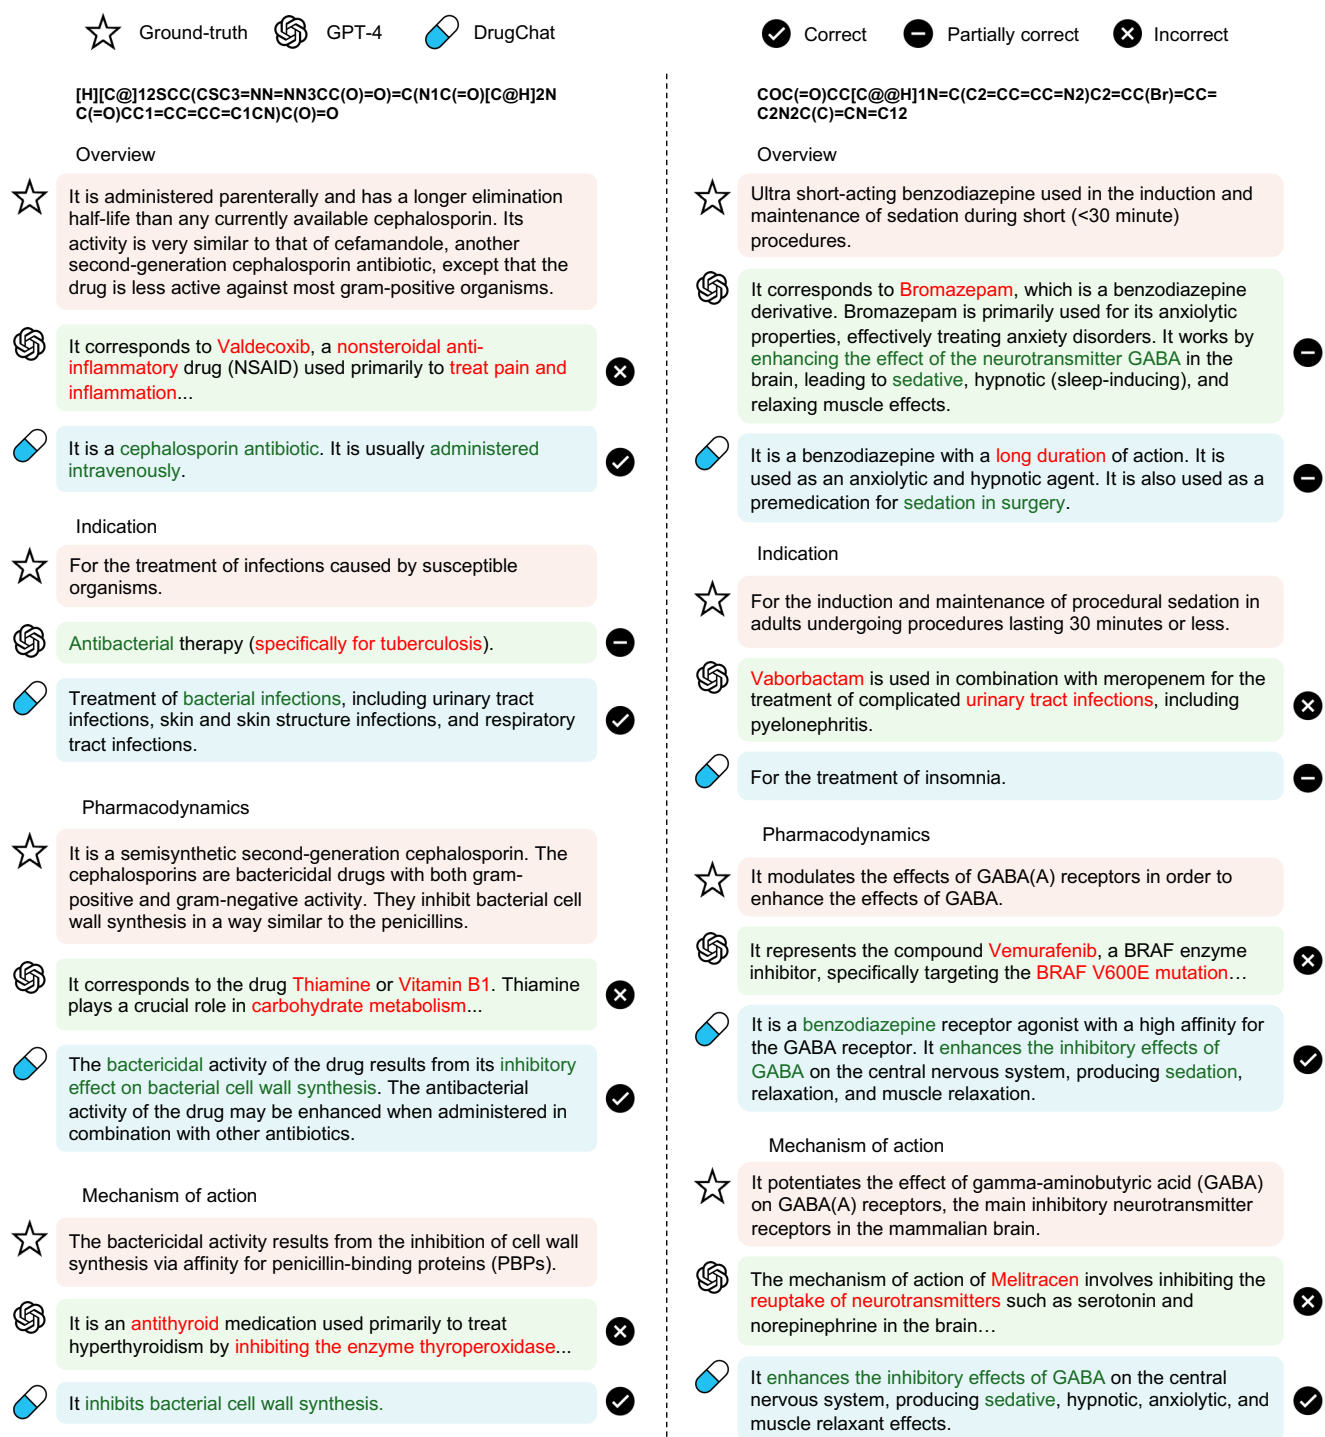 Ground-truth
GPT-4
DrugChat
Correct
Partially correct
Incorrect
[H][C@]12SCC(CSC3=NN=NN3CC(O)=O)=C(N1C(=O)[C@H]2N
C(=O)CC1=CC=CC=C1CN)C(O)=O
Overview
It is administered parenterally and has a longer elimination
half-life than any currently available cephalosporin. Its
activity is very similar to that of cefamandole, another
second-generation cephalosporin antibiotic, except that the
drug is less active against most gram-positive organisms.
It corresponds to Valdecoxib, a nonsteroidal anti-
inflammatory drug (NSAID) used primarily to treat pain and
inflammation...
It is a cephalosporin antibiotic. It is usually administered
intravenously.
Indication
For the treatment of infections caused by susceptible
organisms.
Antibacterial therapy (specifically for tuberculosis).
Treatment of bacterial infections, including urinary tract
infections, skin and skin structure infections, and respiratory
tract infections.
Pharmacodynamics
It is a semisynthetic second-generation cephalosporin. The
cephalosporins are bactericidal drugs with both gram-
positive and gram-negative activity. They inhibit bacterial cell
wall synthesis in a way similar to the penicillins.
It corresponds to the drug Thiamine or Vitamin B1. Thiamine
plays a crucial role in carbohydrate metabolism...
The bactericidal activity of the drug results from its inhibitory
effect on bacterial cell wall synthesis. The antibacterial
activity of the drug may be enhanced when administered in
combination with other antibiotics.
Mechanism of action
The bactericidal activity results from the inhibition of cell wall
synthesis via affinity for penicillin-binding proteins (PBPs).
It is an antithyroid medication used primarily to treat
hyperthyroidism by inhibiting the enzyme thyroperoxidase...
It inhibits bacterial cell wall synthesis.
COC(=O)CC[C@@H]1N=C(C2=CC=CC=N2)C2=CC(Br)=CC=
C2N2C(C)=CN=C12
Overview
Ultra short-acting benzodiazepine used in the induction and
maintenance of sedation during short (<30 minute)
procedures.
It corresponds to Bromazepam, which is a benzodiazepine
derivative. Bromazepam is primarily used for its anxiolytic
properties, effectively treating anxiety disorders. It works by
enhancing the effect of the neurotransmitter GABA in the
brain, leading to sedative, hypnotic (sleep-inducing), and
relaxing muscle effects.
It is a benzodiazepine with a long duration of action. It is
used as an anxiolytic and hypnotic agent. It is also used as a
premedication for sedation in surgery.
Indication
For the induction and maintenance of procedural sedation in
adults undergoing procedures lasting 30 minutes or less.
Vaborbactam is used in combination with meropenem for the
treatment of complicated urinary tract infections, including
pyelonephritis.
For the treatment of insomnia.
Pharmacodynamics
It modulates the effects of GABA(A) receptors in order to
enhance the effects of GABA.
It represents the compound Vemurafenib, a BRAF enzyme
inhibitor, specifically targeting the BRAF V600E mutation...
It is a benzodiazepine receptor agonist with a high affinity for
the GABA receptor. It enhances the inhibitory effects of
GABA on the central nervous system, producing sedation,
relaxation, and muscle relaxation.
Mechanism of action
It potentiates the effect of gamma-aminobutyric acid (GABA)
on GABA(A) receptors, the main inhibitory neurotransmitter
receptors in the mammalian brain.
The mechanism of action of Melitracen involves inhibiting the
reuptake of neurotransmitters such as serotonin and
norepinephrine in the brain...
It enhances the inhibitory effects of GABA on the central
nervous system, producing sedative, hypnotic, anxiolytic, and
muscle relaxant effects.